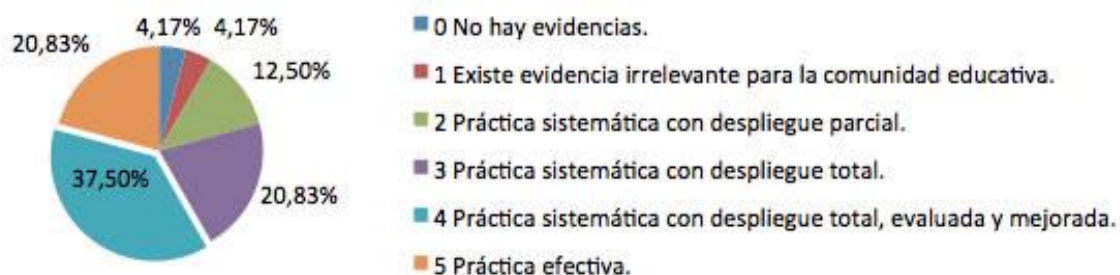 4,17% 4,17%
20,83%
12,50%
37,50%
20,83%
0 No hay evidencias.
1 Existe evidencia irrelevante para la comunidad educativa.
2 Práctica sistemática con despliegue parcial.
3 Práctica sistemática con despliegue total.
4 Práctica sistemática con despliegue total, evaluada y mejorada.
5 Práctica efectiva.